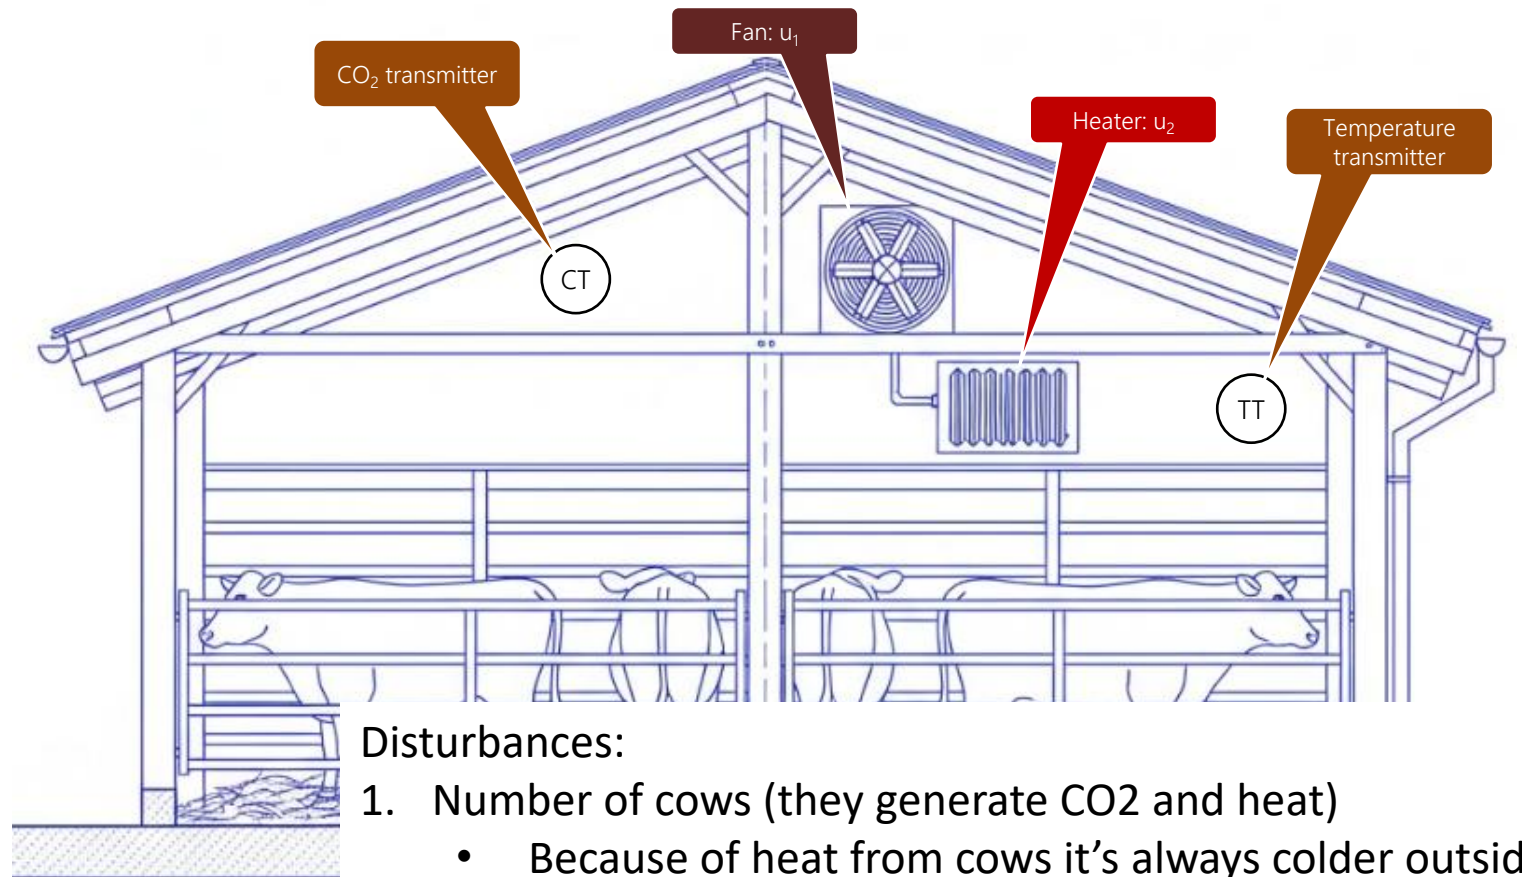 Fan: u₁
CO₂ transmitter
Heater: u₂
Temperature
transmitter
CT
TT
Disturbances:
1. Number of cows (they generate CO2 and heat)
• Because of heat from cows it’s always colder outsid